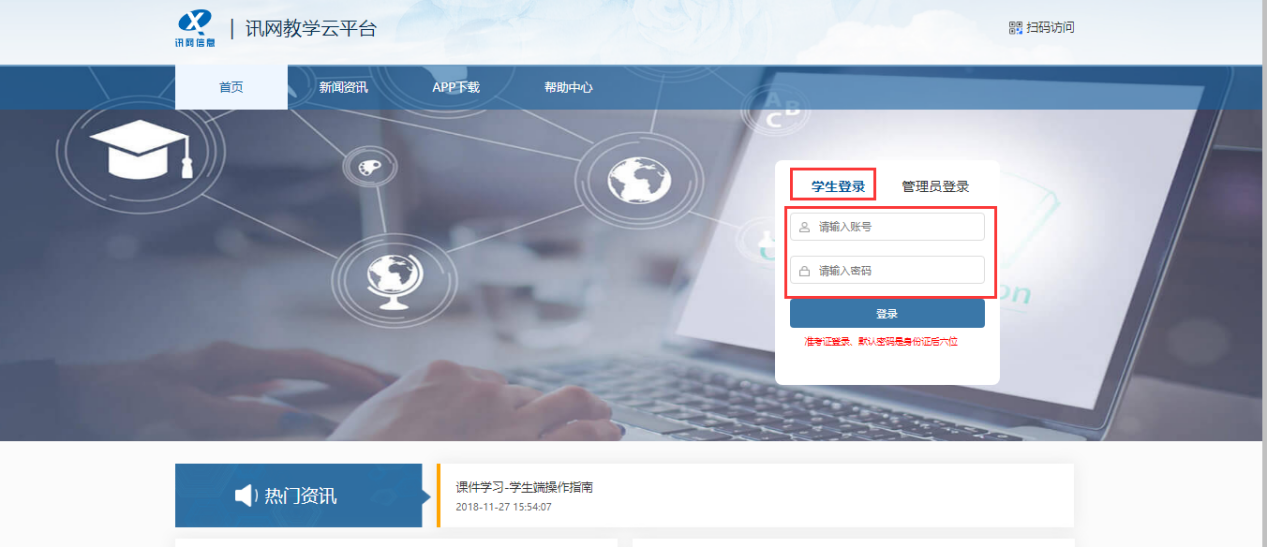 讯网信息
讯网教学云平台
扫码访问
首页
新闻资讯
APP下载
帮助中心
A B
C
学生登录
管理员登录
请输入账号
请输入密码
登录
准考证登录，默认密码是身份证后六位
热门资讯
课件学习-学生端操作指南
2018-11-27 15:54:07